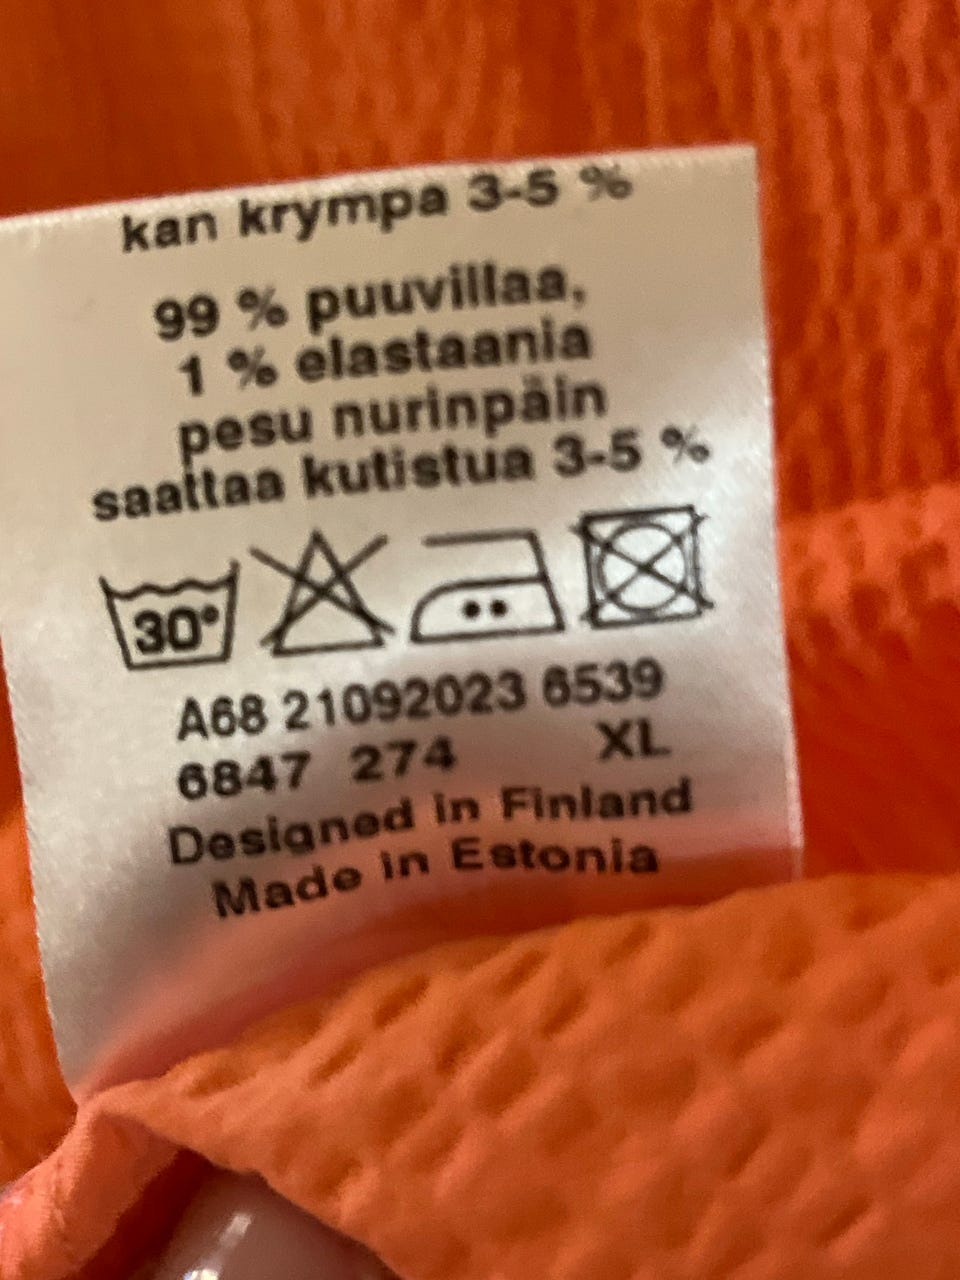 kan krympa 3-5 %
99 % puuvillaa,
1 % elastaania
pesu nurinpäin
saattaa kutistua 3-5 %
30°
A68 21092023 6539
6847 274 XL
Designed in Finland
Made in Estonia